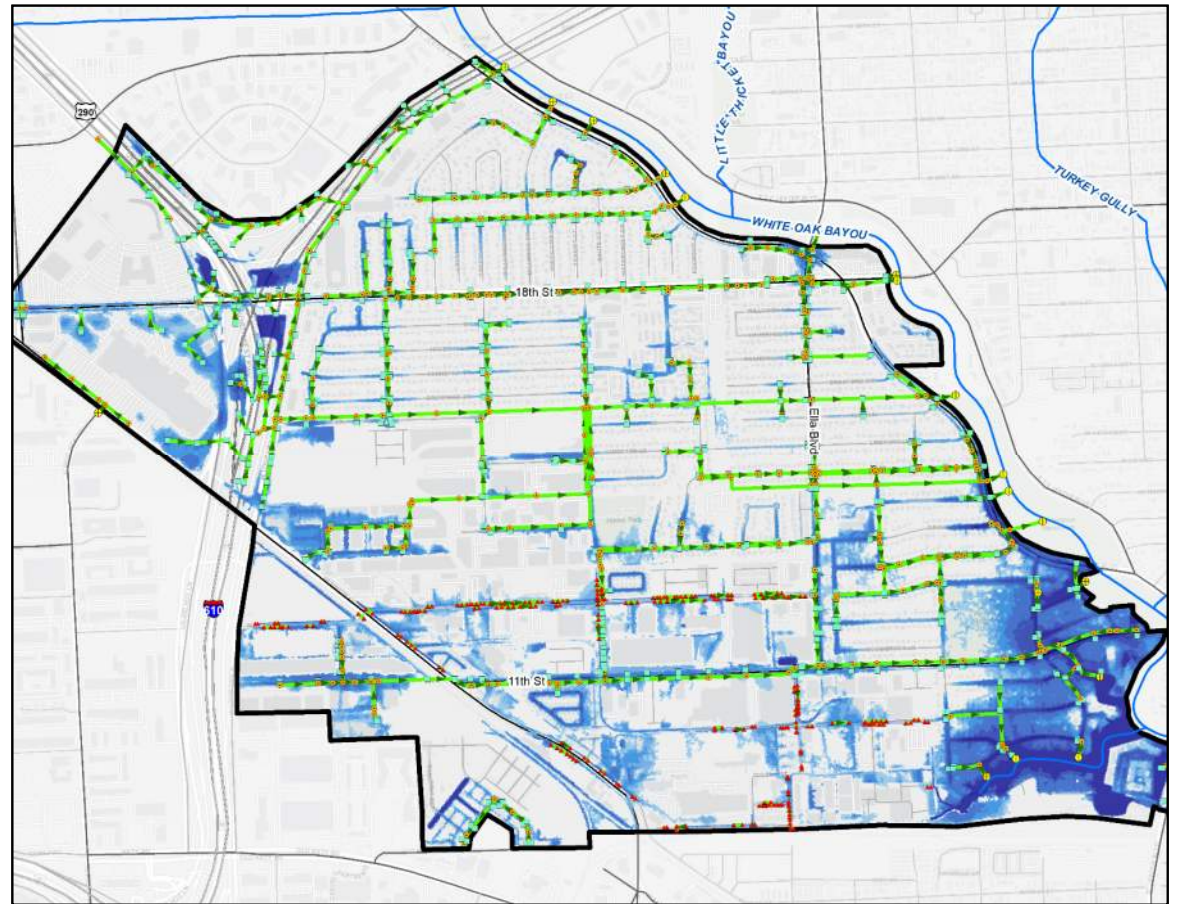 290
LITTLE THICKET BAYOU
TURKEY GULLY
WHITE OAK BAYOU
18th St
Ella Blvd
610
11th St